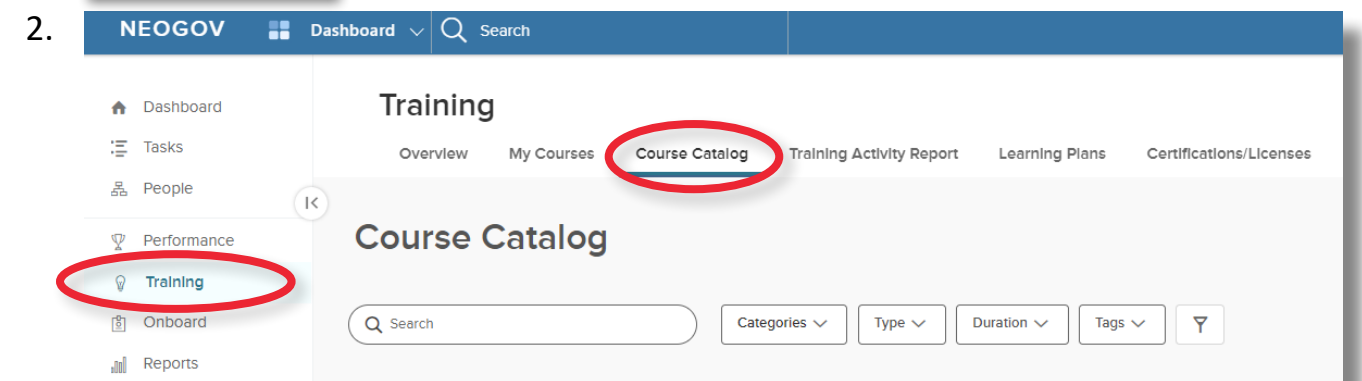 2.
NEOGOV Dashboard Search
Dashboard
Tasks
People
Performance
Training
Onboard
Reports
Training
Overview My Courses Course Catalog Training Activity Report Learning Plans Certifications/Licenses
Course Catalog
Search Categories Type Duration Tags